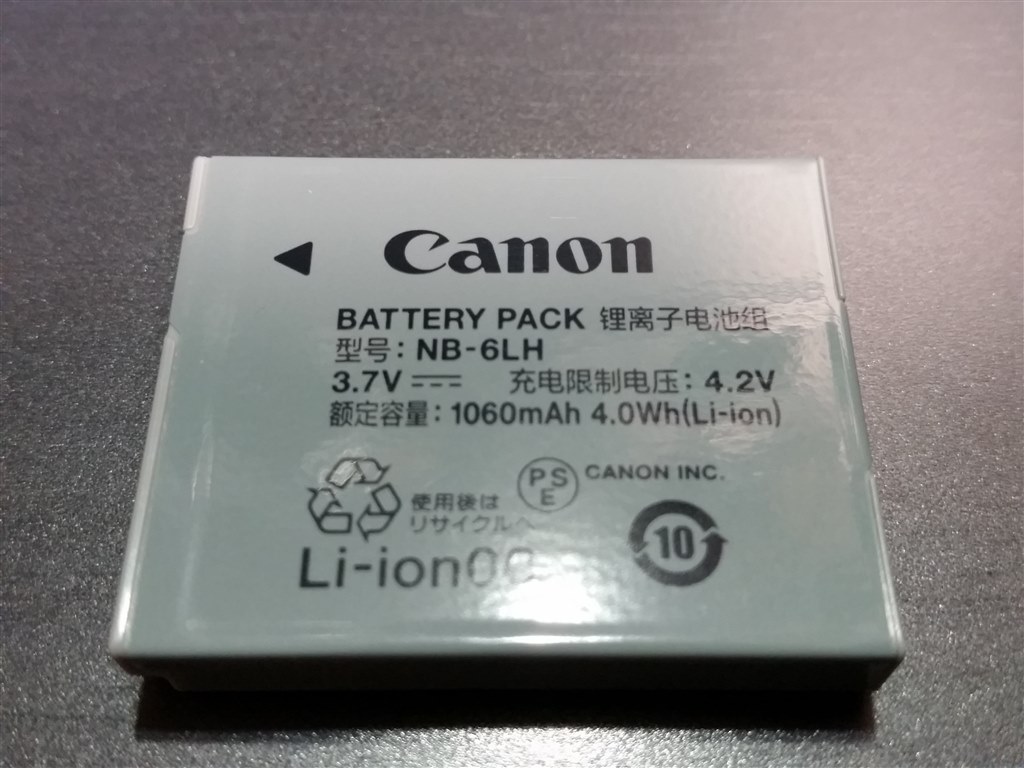 Canon
BATTERY PACK 锂离子电池组
型号: NB-6LH
3.7V 充电限制电压: 4.2V
额定容量: 1060mAh 4.0Wh(Li-ion)
PSE CANON INC.
使用後は
リサイクルへ
10